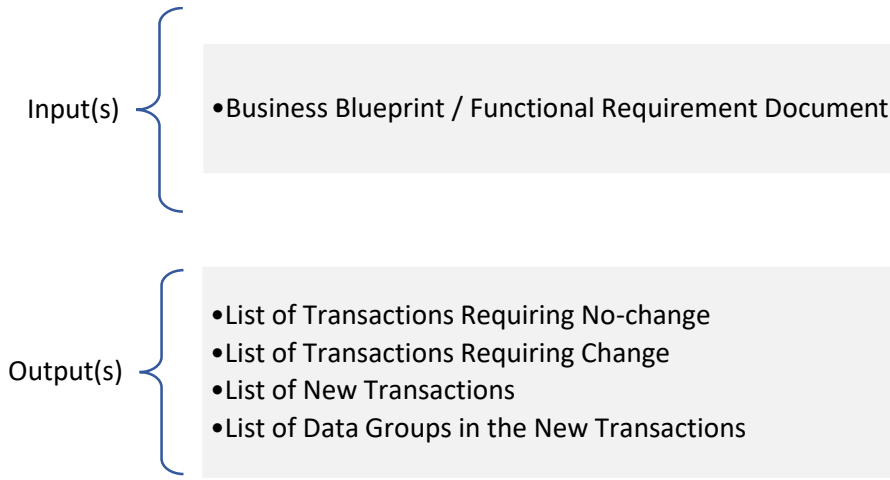 Input(s)
•Business Blueprint / Functional Requirement Document
Output(s)
•List of Transactions Requiring No-change
•List of Transactions Requiring Change
•List of New Transactions
•List of Data Groups in the New Transactions